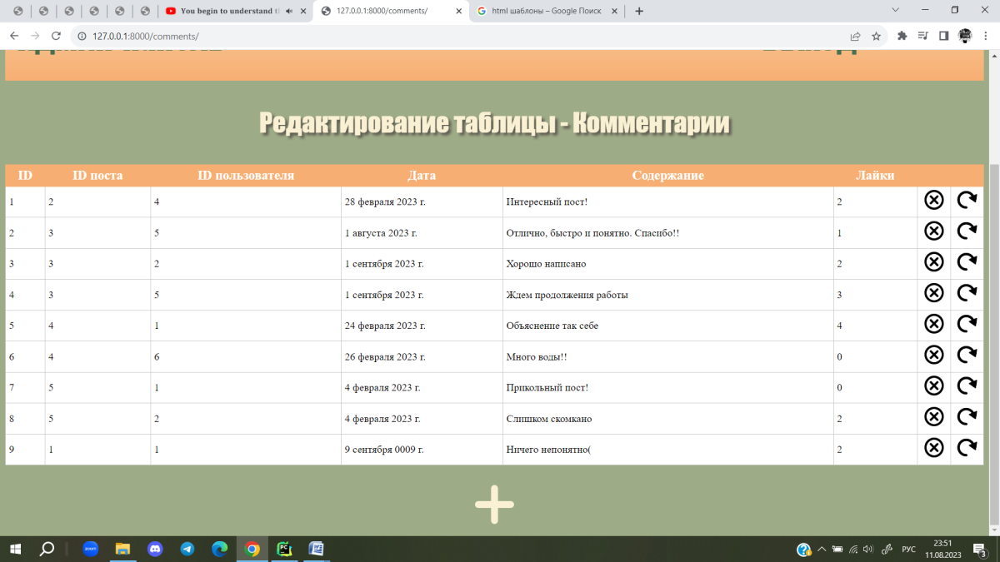 You begin to understand t
127.0.0.1:8000/comments/
html шаблоны – Google Поиск
127.0.0.1:8000/comments/
Редактирование таблицы - Комментарии
ID ID поста ID пользователя Дата Содержание Лайки
1 2 4 28 февраля 2023 г. Интересный пост! 2
2 3 5 1 августа 2023 г. Отлично, быстро и понятно. Спасибо!! 1
3 3 2 1 сентября 2023 г. Хорошо написано 2
4 3 5 1 сентября 2023 г. Ждем продолжения работы 3
5 4 1 24 февраля 2023 г. Объяснение так себе 4
6 4 6 26 февраля 2023 г. Много воды!! 0
7 5 1 4 февраля 2023 г. Прикольный пост! 0
8 5 2 4 февраля 2023 г. Слишком скомкано 2
9 1 1 9 сентября 0009 г. Ничего непонятно( 2
zoom
PC
РУС
23:51
11.08.2023
3